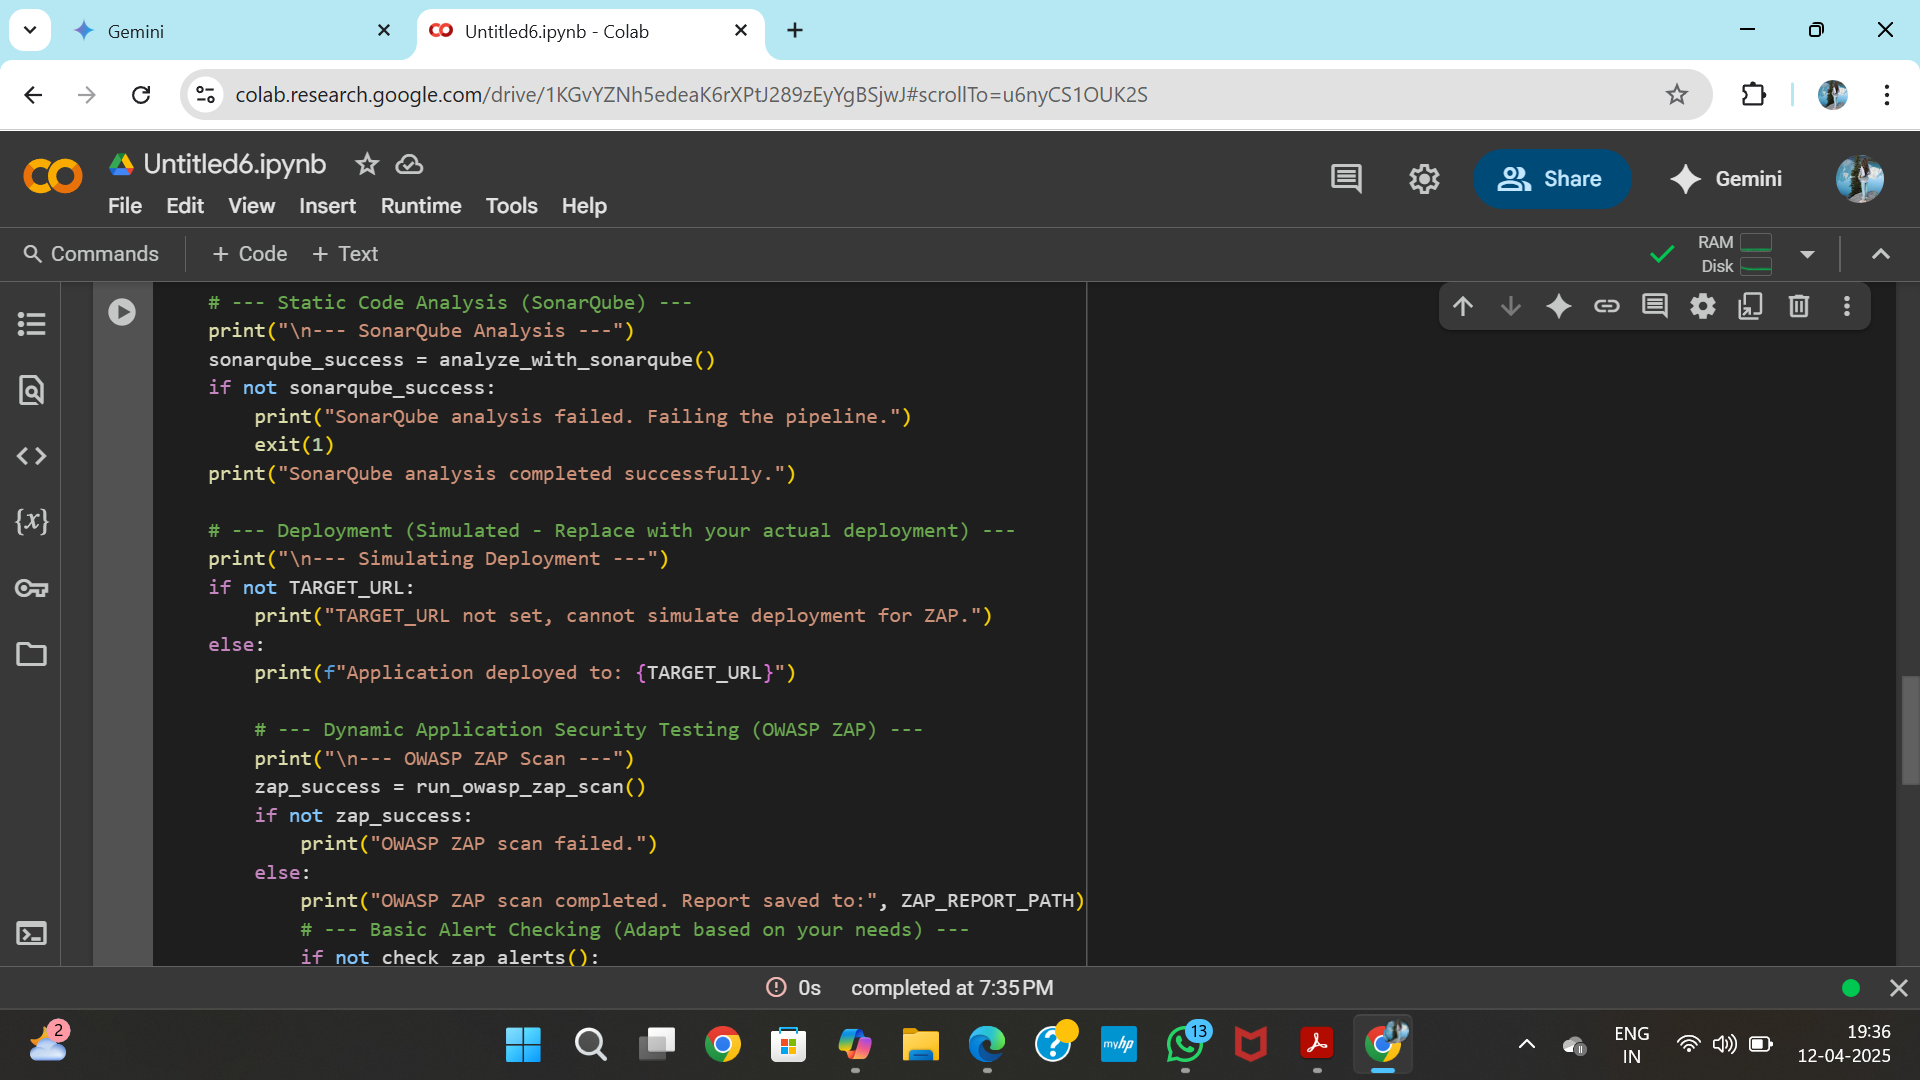 Gemini
Untitled6.ipynb - Colab
colab.research.google.com/drive/1KGvYZNh5edeaK6rXPtJ289zEyYgBSjwJ#scrollTo=u6nyCS1OUK2S
Untitled6.ipynb
File Edit View Insert Runtime Tools Help
Share
Gemini
Commands + Code + Text
RAM
Disk
# --- Static Code Analysis (SonarQube) ---
print("\n--- SonarQube Analysis ---")
sonarqube_success = analyze_with_sonarqube()
if not sonarqube_success:
    print("SonarQube analysis failed. Failing the pipeline.")
    exit(1)
print("SonarQube analysis completed successfully.")
# --- Deployment (Simulated - Replace with your actual deployment) ---
print("\n--- Simulating Deployment ---")
if not TARGET_URL:
    print("TARGET_URL not set, cannot simulate deployment for ZAP.")
else:
    print(f"Application deployed to: {TARGET_URL}")
    # --- Dynamic Application Security Testing (OWASP ZAP) ---
    print("\n--- OWASP ZAP Scan ---")
    zap_success = run_owasp_zap_scan()
    if not zap_success:
        print("OWASP ZAP scan failed.")
    else:
        print("OWASP ZAP scan completed. Report saved to:", ZAP_REPORT_PATH)
        # --- Basic Alert Checking (Adapt based on your needs) ---
        if not check_zap_alerts():
0s completed at 7:35 PM
2
myhp
13
ENG
IN
19:36
12-04-2025